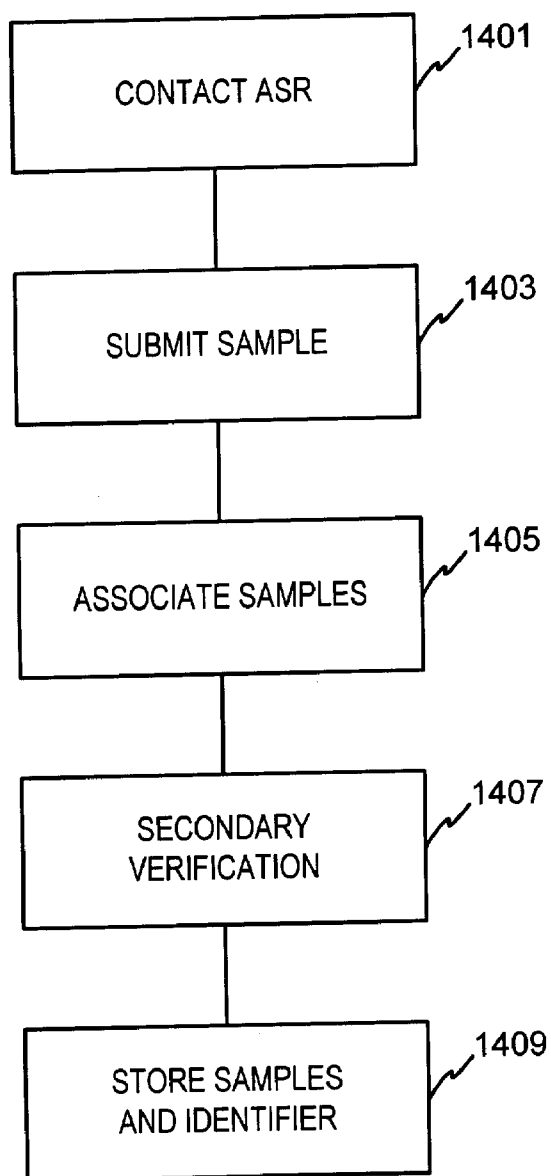 1401
CONTACT ASR
1403
SUBMIT SAMPLE
1405
ASSOCIATE SAMPLES
1407
SECONDARY
VERIFICATION
1409
STORE SAMPLES
AND IDENTIFIER